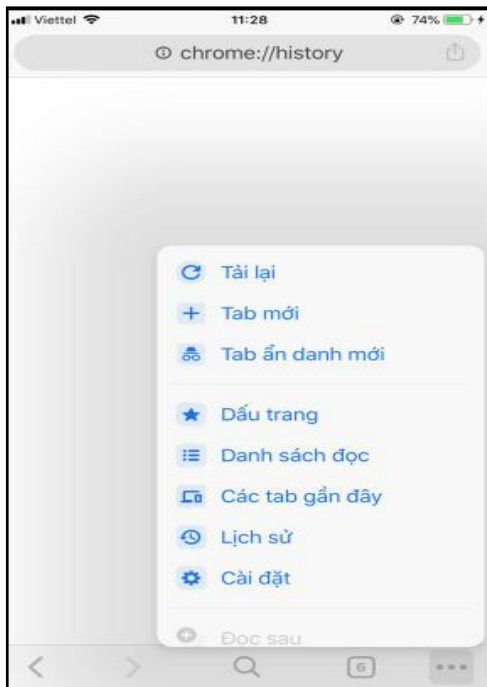 Viettel 11:28 74%
chrome://history
Tải lại
Tab mới
Tab ẩn danh mới
Dấu trang
Danh sách đọc
Các tab gần đây
Lịch sử
Cài đặt
Đọc sau
6